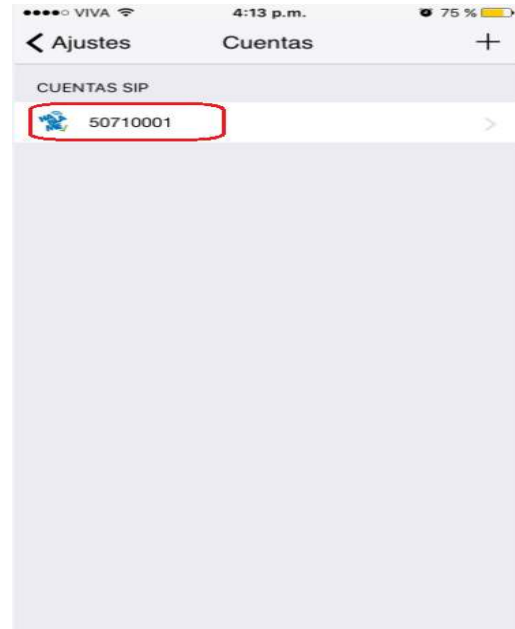 VIVA 4:13 p.m. 75 %
Ajustes Cuentas
CUENTAS SIP
50710001